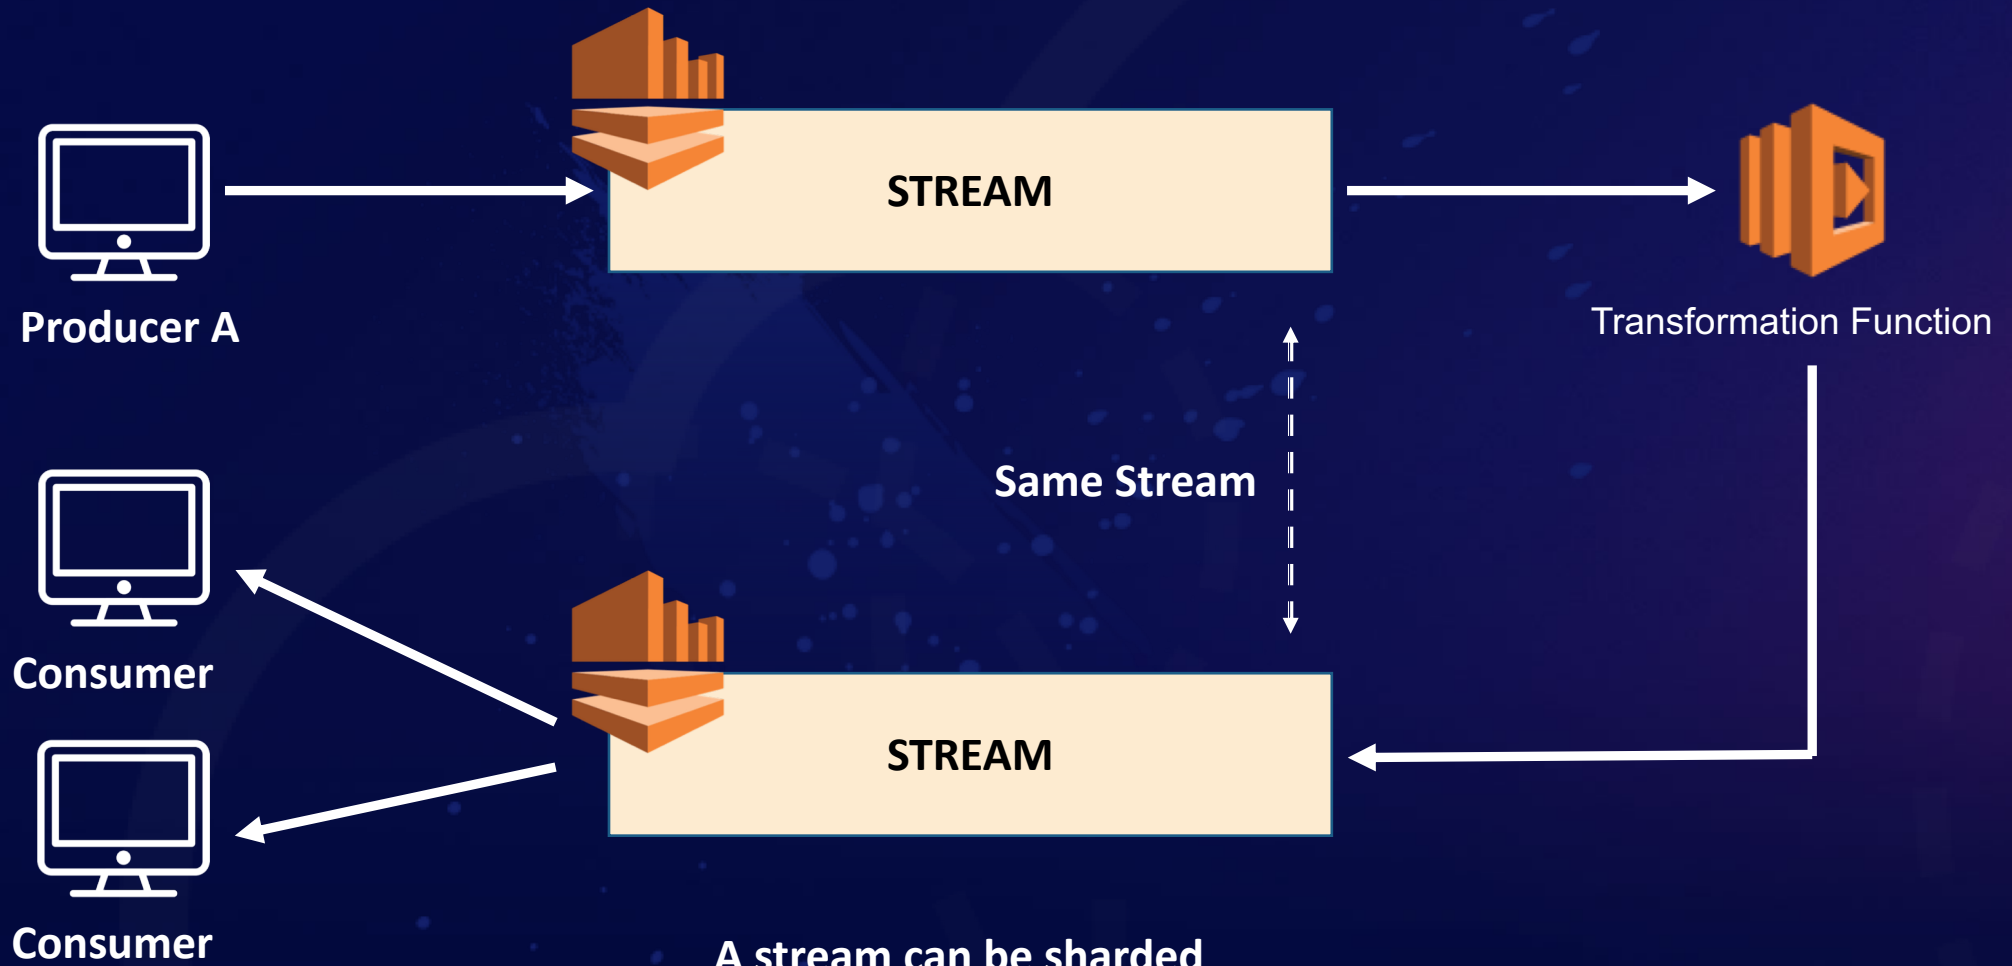 STREAM
Producer A
Transformation Function
Same Stream
Consumer
STREAM
Consumer
A stream can be sharded